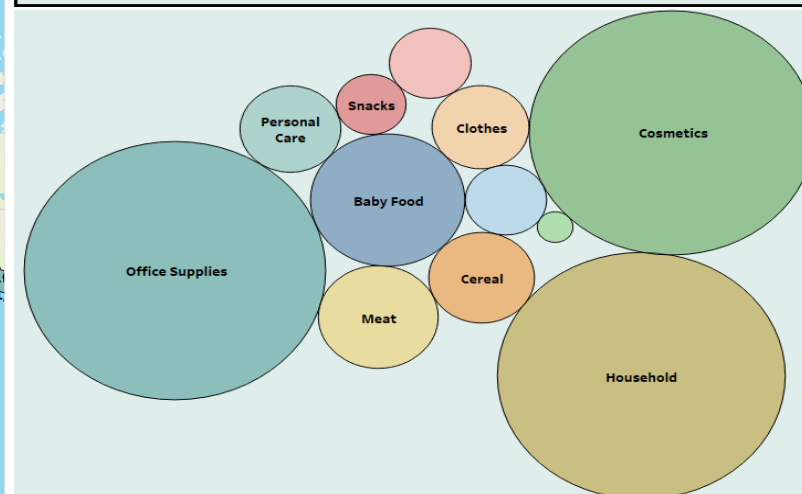 Snacks
Personal
Care
Clothes
Cosmetics
Baby Food
Office Supplies
Cereal
Meat
Household